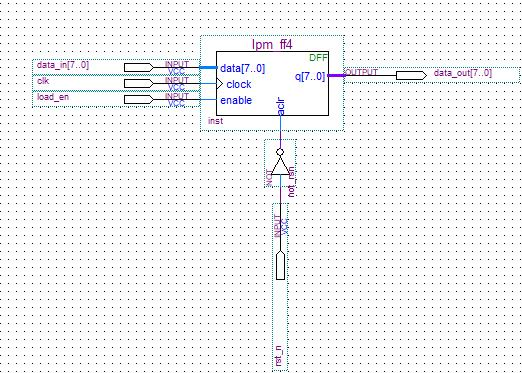 lpm_ff4
DFF
data_in[7..0]
INPUT
VCC
data[7..0]
q[7..0]
OUTPUT
data_out[7..0]
clk
INPUT
VCC
clock
load_en
INPUT
VCC
enable
aclr
inst
NOT
not_rsn
INPUT
VCC
rst_n